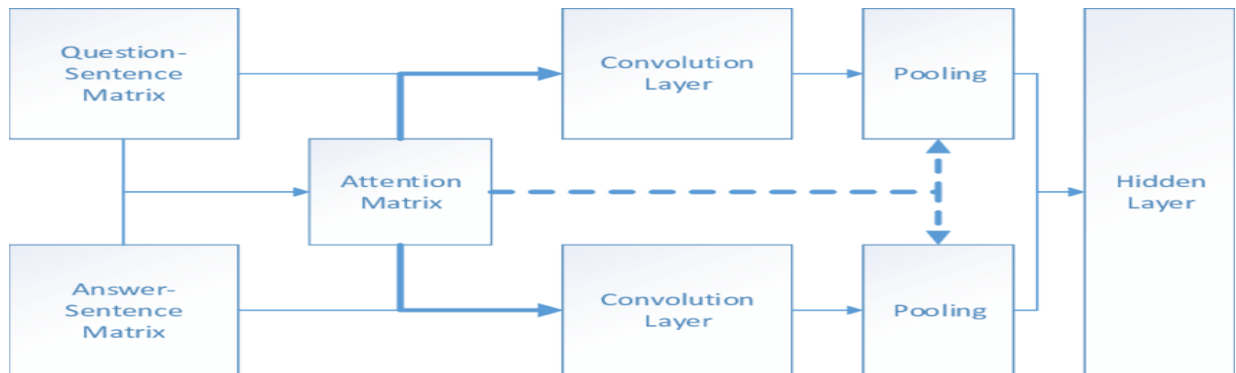 Question-
Sentence
Matrix
Convolution
Layer
Pooling
Attention
Matrix
Hidden
Layer
Answer-
Sentence
Matrix
Convolution
Layer
Pooling